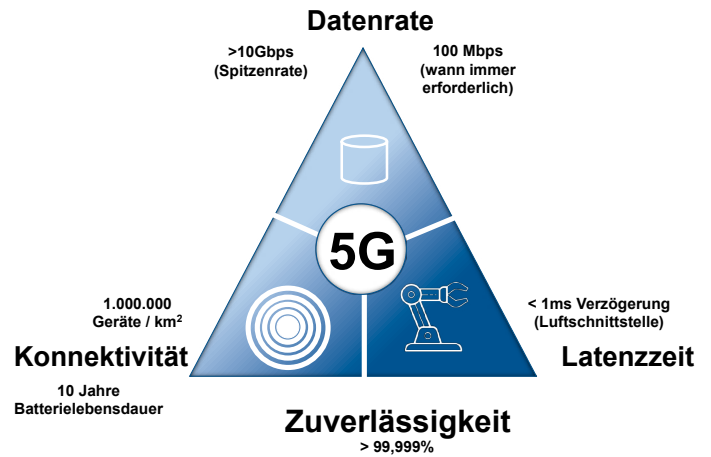 Datenrate
>10Gbps
(Spitzenrate)
100 Mbps
(wann immer
erforderlich)
5G
1.000.000
Geräte / km²
Konnektivität
10 Jahre
Batterielebensdauer
< 1ms Verzögerung
(Luftschnittstelle)
Latenzzeit
Zuverlässigkeit
> 99,999%